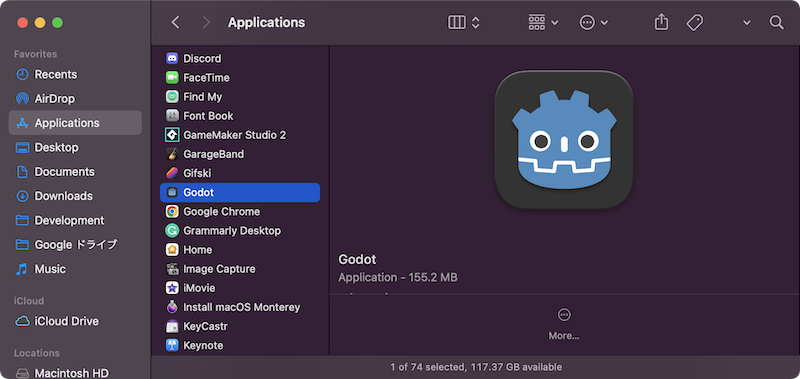 Applications
Favorites
Recents
AirDrop
Applications
Desktop
Documents
Downloads
Development
Google ドライブ
Music
iCloud
iCloud Drive
Locations
Macintosh HD
Discord
FaceTime
Find My
Font Book
GameMaker Studio 2
GarageBand
Gifski
Godot
Google Chrome
Grammarly Desktop
Home
Image Capture
iMovie
Install macOS Monterey
KeyCastr
Keynote
Godot
Application - 155.2 MB
More...
1 of 74 selected, 117.37 GB available